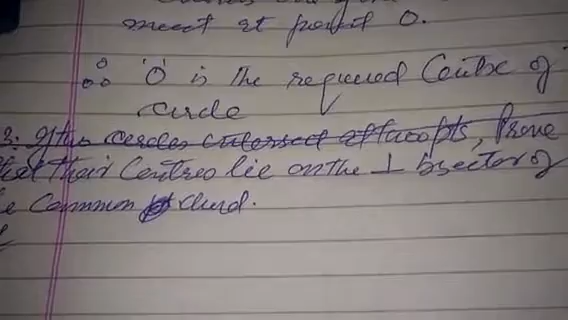 meet at point O.
∴ 'O' is the required Centre of
circle
3. If two circles intersect at two pts, Prove
that their Centres lie on the ⊥ bisector of
e Common Chord.